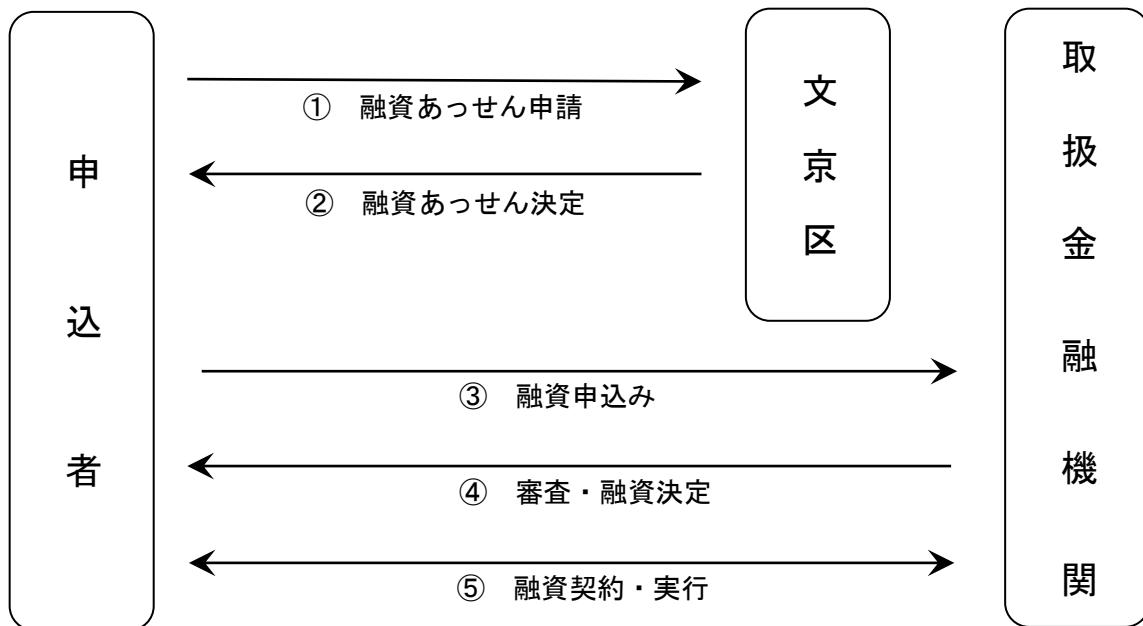 申込者
① 融資あっせん申請
② 融資あっせん決定
文京区
③ 融資申込み
④ 審査・融資決定
⑤ 融資契約・実行
取扱金融機関